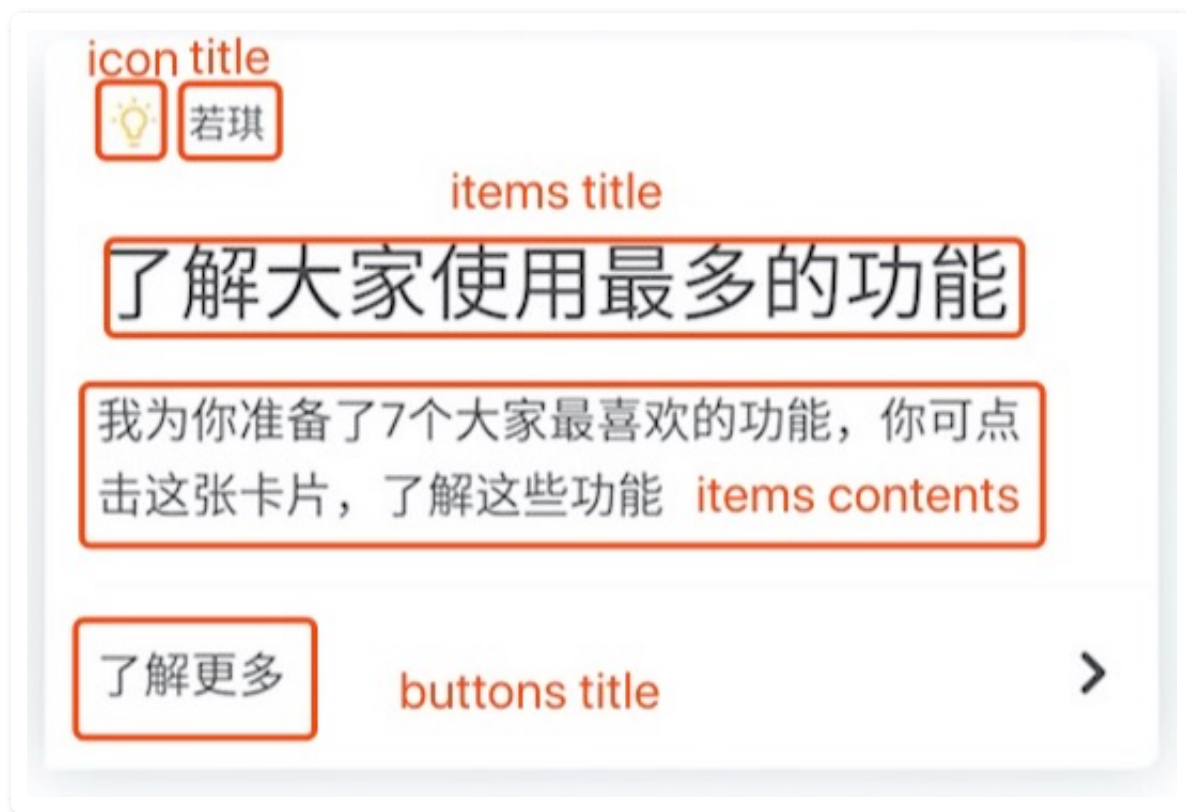 icon title
若琪
items title
了解大家使用最多的功能
我为你准备了7个大家最喜欢的功能，你可点
击这张卡片，了解这些功能 items contents
了解更多
buttons title